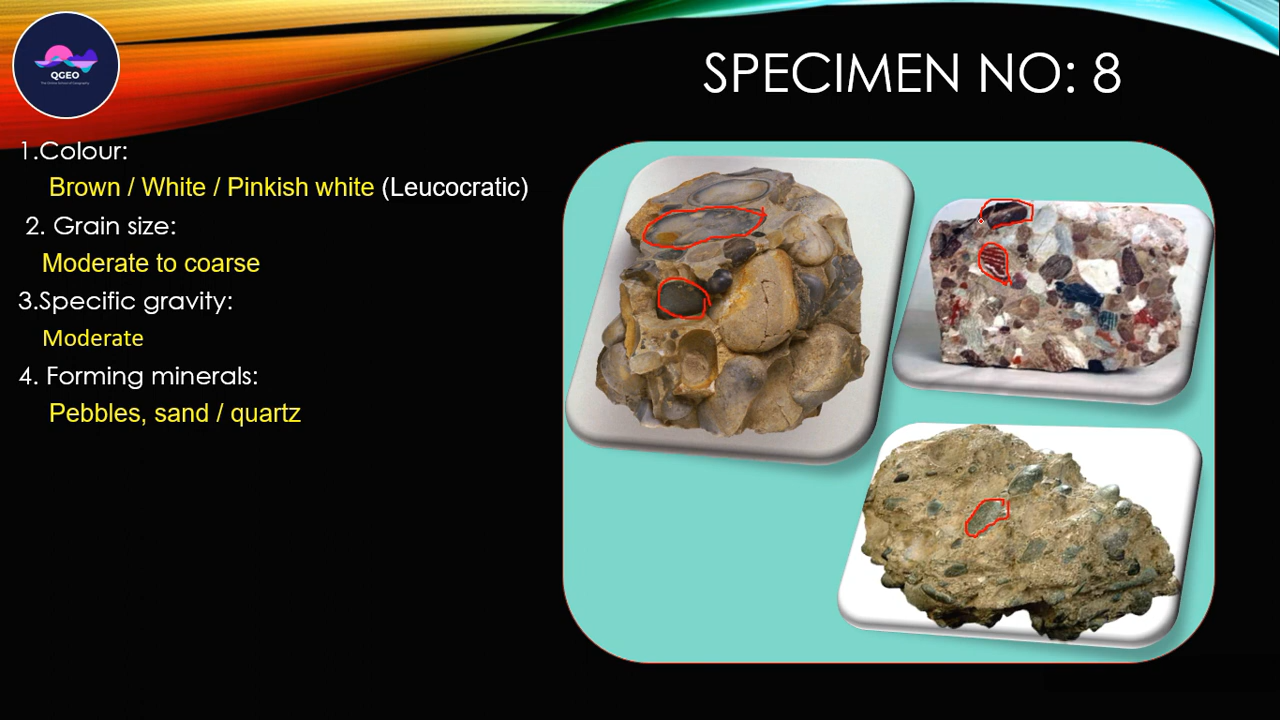 QGEO
SPECIMEN NO: 8
1.Colour:
Brown / White / Pinkish white (Leucocratic)
2. Grain size:
Moderate to coarse
3.Specific gravity:
Moderate
4. Forming minerals:
Pebbles, sand / quartz